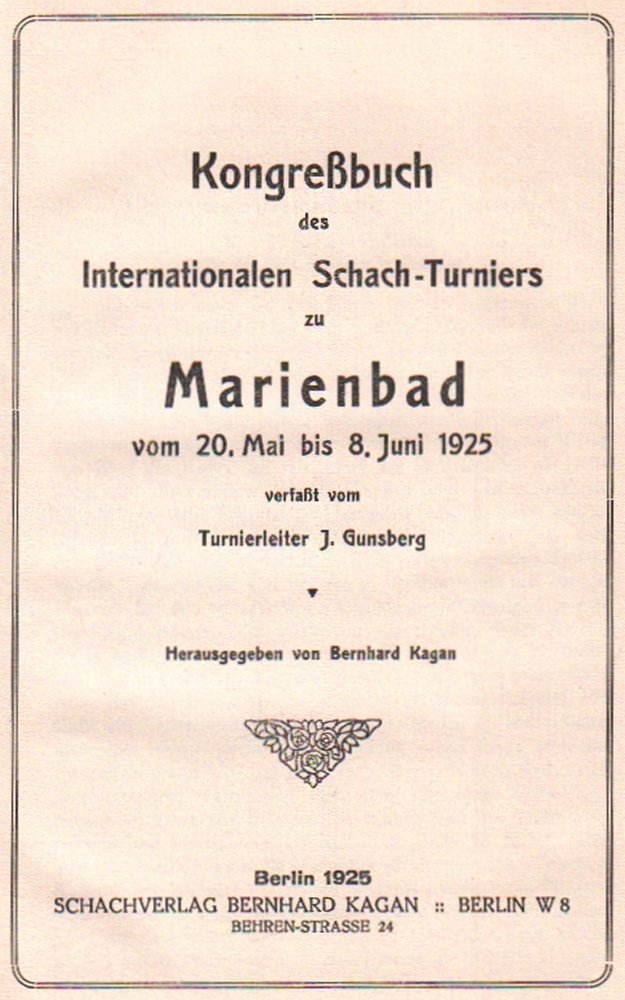 Kongreßbuch
des
Internationalen Schach-Turniers
zu
Marienbad
vom 20. Mai bis 8. Juni 1925
verfaßt vom
Turnierleiter J. Gunsberg
Herausgegeben von Bernhard Kagan
Berlin 1925
SCHACHVERLAG BERNHARD KAGAN :: BERLIN W 8
BEHREN-STRASSE 24